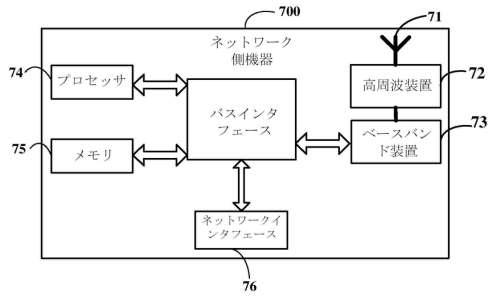 700
71
ネットワーク
側機器
74
プロセッサ
高周波装置
72
バスインタ
フェース
75
メモリ
ベースバン
ド装置
73
ネットワークイ
ンタフェース
76